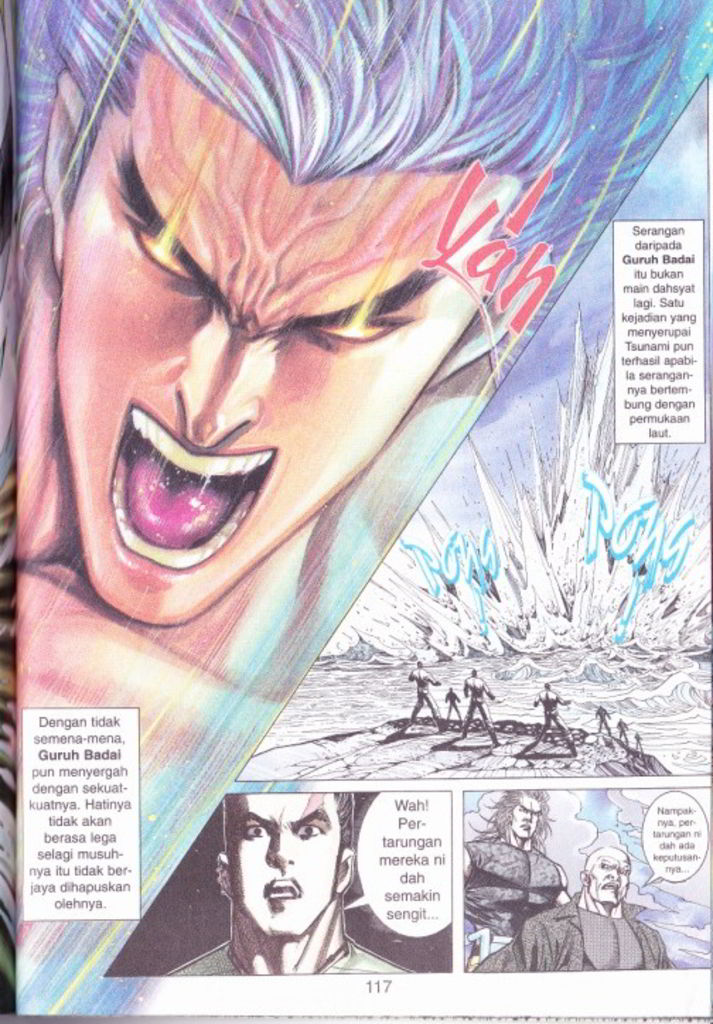 Yah
Serangan
daripada
Guruh Badai
itu bukan
main dahsyat
lagi. Satu
kejadian yang
menyerupai
Tsunami pun
terhasil apabi-
la serangan-
nya bertem-
bung dengan
permukaan
laut.
Pong
Pong
Dengan tidak
semena-mena,
Guruh Badai
pun menyergah
dengan sekuat-
kuatnya. Hatinya
tidak akan
berasa lega
selagi musuh-
nya itu tidak ber-
jaya dihapuskan
olehnya.
Wah!
Per-
tarungan
mereka ni
dah
semakin
sengit...
Nampak-
nya, per-
tarungan ni
dah ada
keputusan-
nya...
117